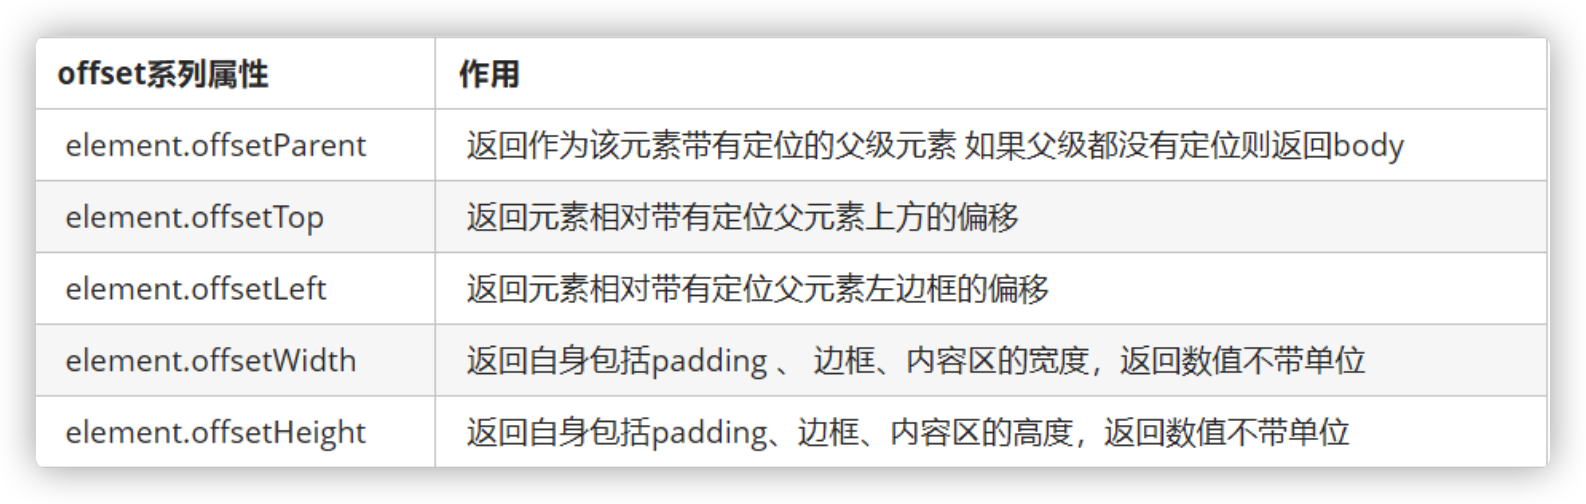 offset系列属性 作用
element.offsetParent 返回作为该元素带有定位的父级元素 如果父级都没有定位则返回body
element.offsetTop 返回元素相对带有定位父元素上方的偏移
element.offsetLeft 返回元素相对带有定位父元素左边框的偏移
element.offsetWidth 返回自身包括padding 、 边框、内容区的宽度，返回数值不带单位
element.offsetHeight 返回自身包括padding、边框、内容区的高度，返回数值不带单位